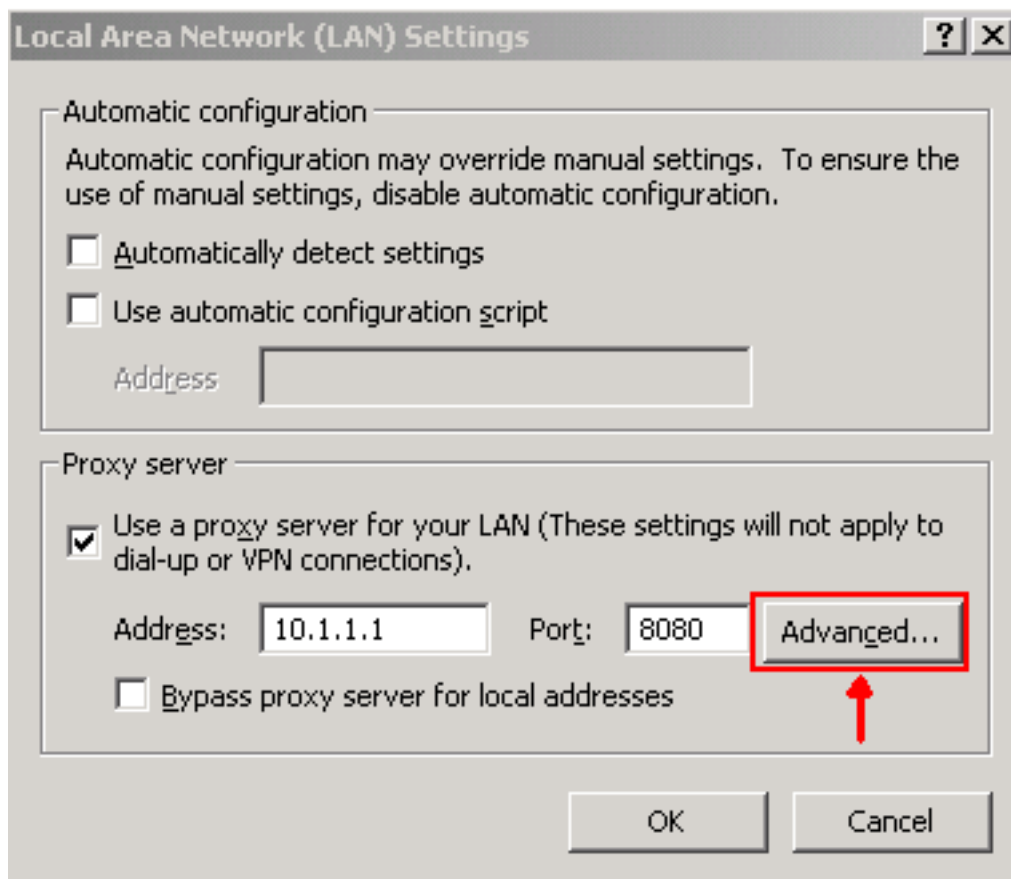 Local Area Network (LAN) Settings
Automatic configuration
Automatic configuration may override manual settings.  To ensure the
use of manual settings, disable automatic configuration.
Automatically detect settings
Use automatic configuration script
Address
Proxy server
Use a proxy server for your LAN (These settings will not apply to
dial-up or VPN connections).
Address: 10.1.1.1 Port: 8080 Advanced...
Bypass proxy server for local addresses
OK Cancel